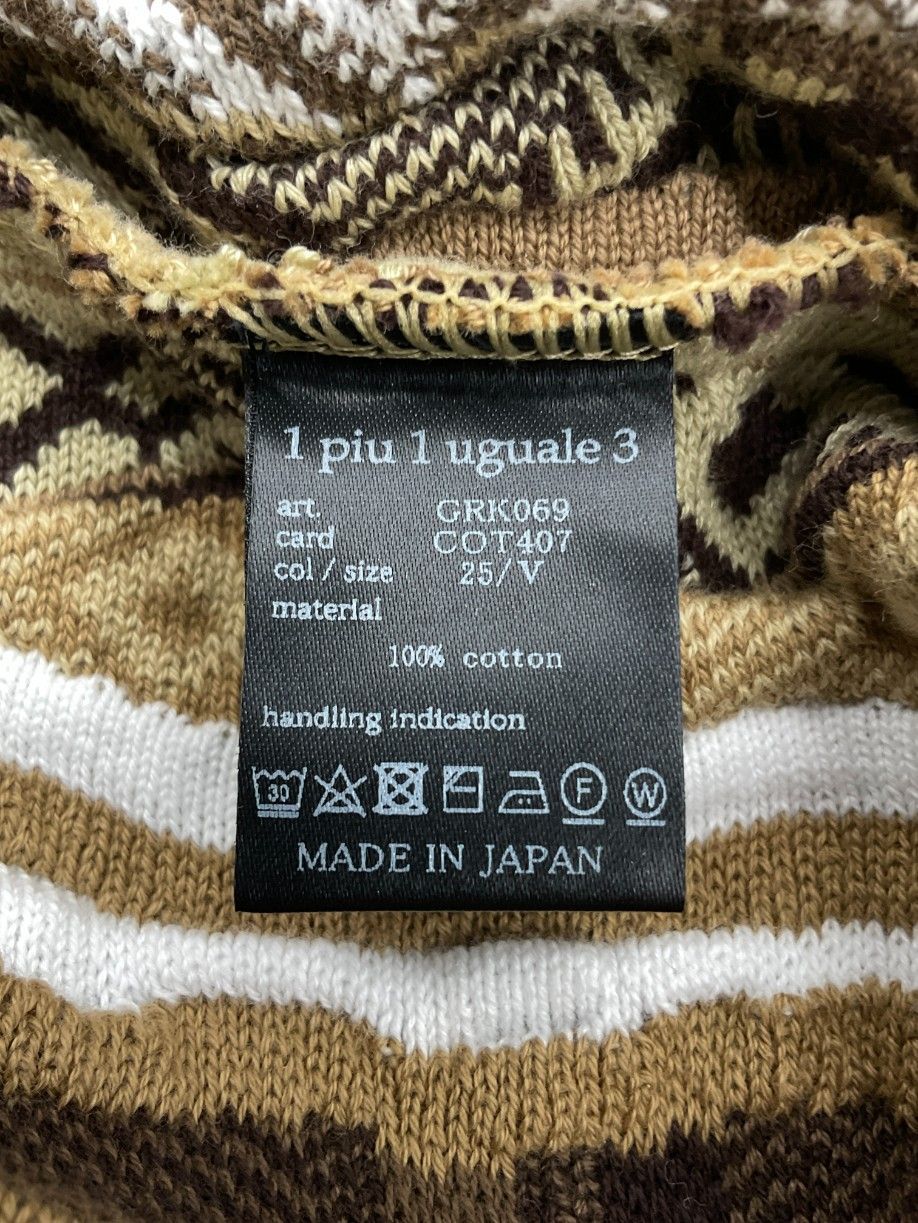 1 piu 1 uguale 3
art. GRK069
card COT407
col / size 25/V
material
100% cotton
handling indication
30 F W
MADE IN JAPAN